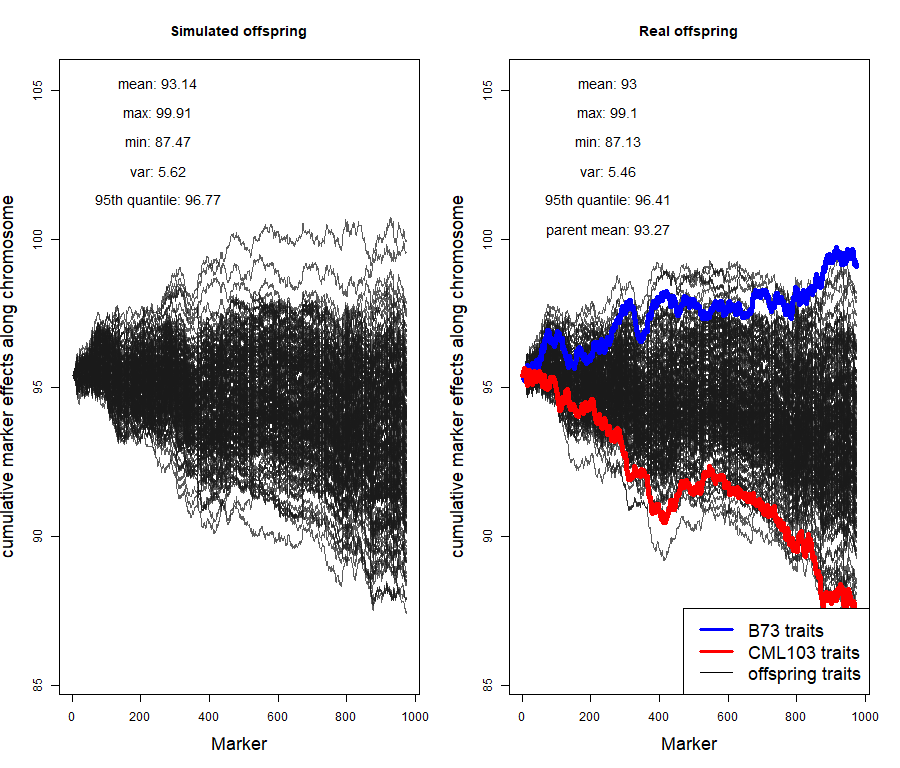 Simulated offspring
cumulative marker effects along chromosome
105
100
95
90
85
mean: 93.14
max: 99.91
min: 87.47
var: 5.62
95th quantile: 96.77
0 200 400 600 800 1000
Marker
Real offspring
cumulative marker effects along chromosome
105
100
95
90
85
mean: 93
max: 99.1
min: 87.13
var: 5.46
95th quantile: 96.41
parent mean: 93.27
B73 traits
CML103 traits
offspring traits
0 200 400 600 800 1000
Marker